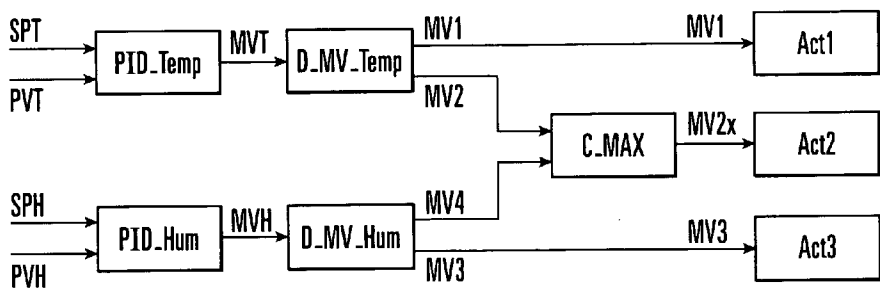 SPT
PVT
PID_Temp
MVT
D_MV_Temp
MV1
MV2
MV1
Act1
C_MAX
MV2x
Act2
SPH
PVH
PID_Hum
MVH
D_MV_Hum
MV4
MV3
MV3
Act3